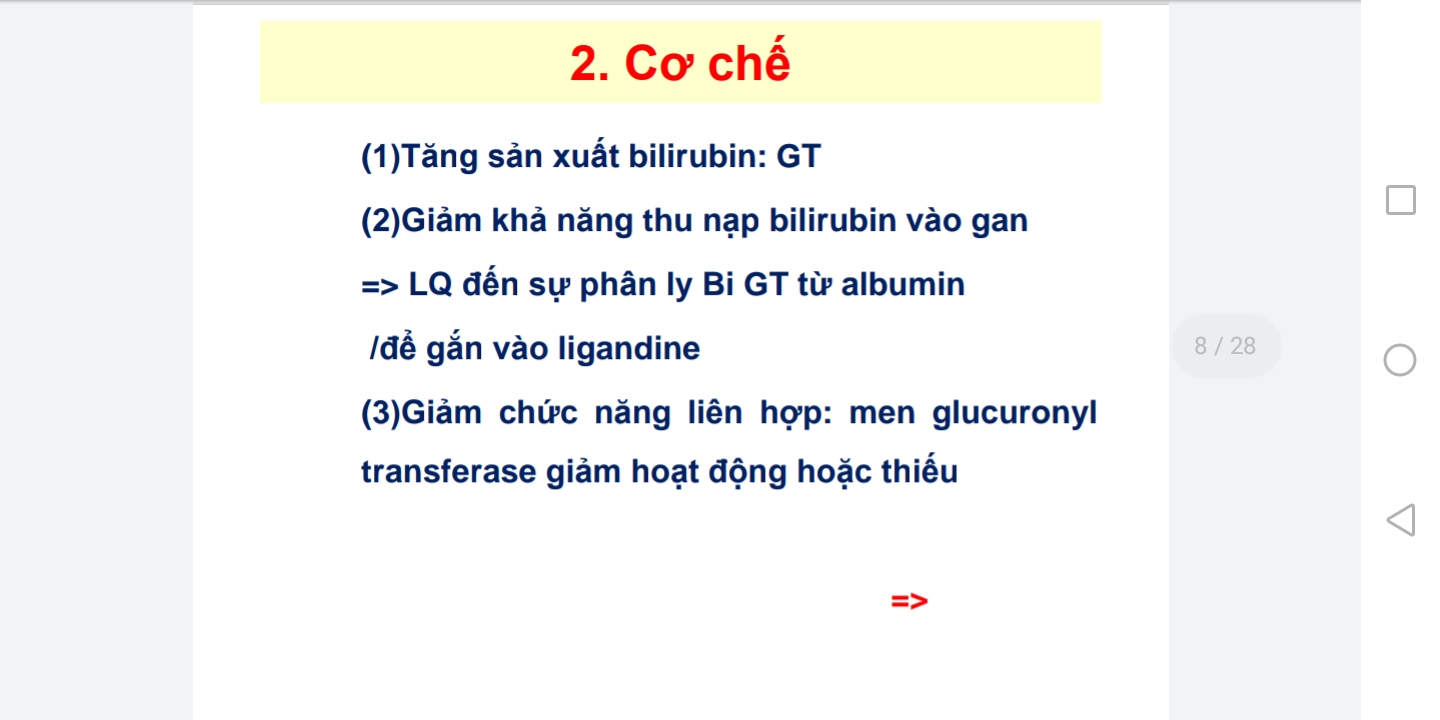 2. Cơ chế
(1)Tăng sản xuất bilirubin: GT
(2)Giảm khả năng thu nạp bilirubin vào gan
=> LQ đến sự phân ly Bi GT từ albumin
/để gắn vào ligandine
(3)Giảm chức năng liên hợp: men glucuronyl
transferase giảm hoạt động hoặc thiếu
=>
8 / 28